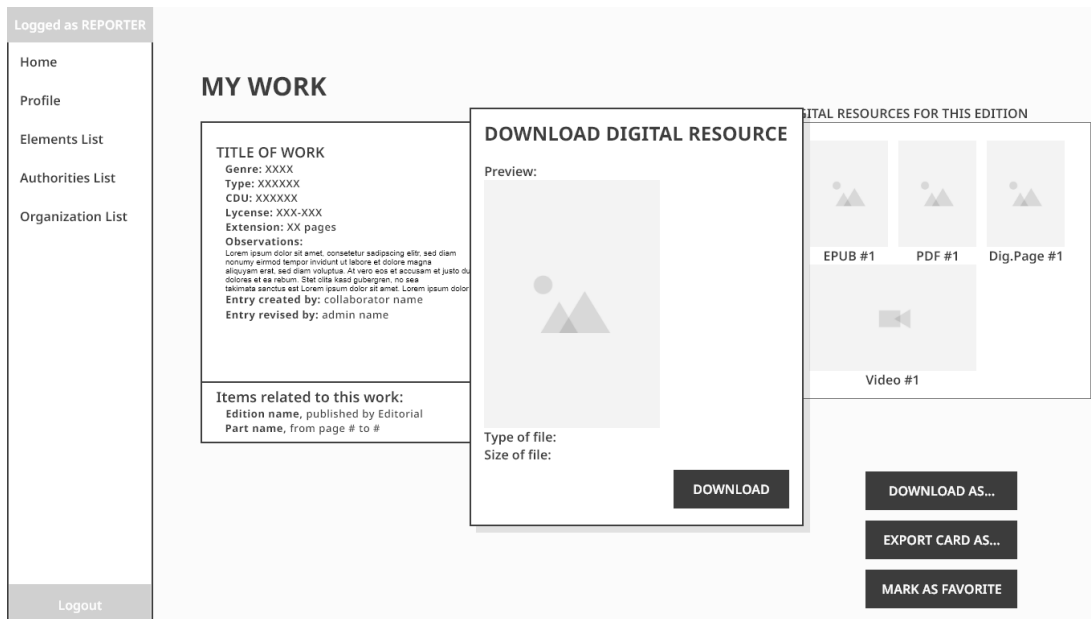 Logged as REPORTER
Home
Profile
Elements List
Authorities List
Organization List
Logout
MY WORK
TITLE OF WORK
Genre: XXXX
Type: XXXXXX
CDU: XXXXXX
Lycense: XXX-XXX
Extension: XX pages
Observations:
Lorem ipsum dolor sit amet, consetetur sadipscing elitr, sed diam
nonumy eirmod tempor invidunt ut labore et dolore magna
aliquyam erat, sed diam voluptua. At vero eos et accusam et justo du
dolores et ea rebum. Stet clita kasd gubergren, no sea
takimata sanctus est Lorem ipsum dolor sit amet. Lorem ipsum dolor
Entry created by: collaborator name
Entry revised by: admin name
Items related to this work:
Edition name, published by Editorial
Part name, from page # to #
DOWNLOAD DIGITAL RESOURCE
Preview:
Type of file:
Size of file:
DOWNLOAD
GITAL RESOURCES FOR THIS EDITION
EPUB #1
PDF #1
Dig.Page #1
Video #1
DOWNLOAD AS...
EXPORT CARD AS...
MARK AS FAVORITE